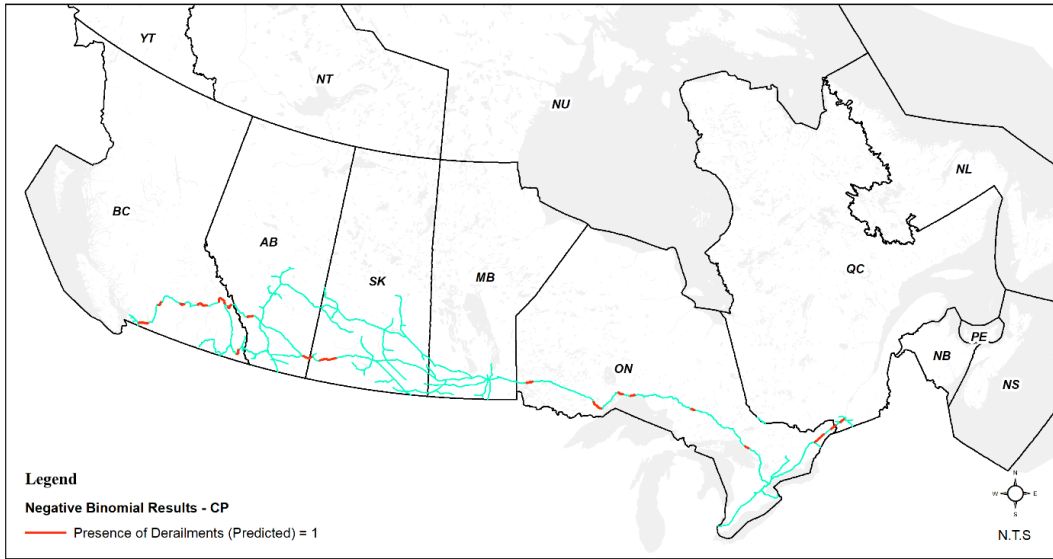 YT
NT
NU
NL
BC
AB
SK
MB
QC
ON
NB
PE
NS
Legend
Negative Binomial Results - CP
Presence of Derailments (Predicted) = 1
N
W E
S
N.T.S